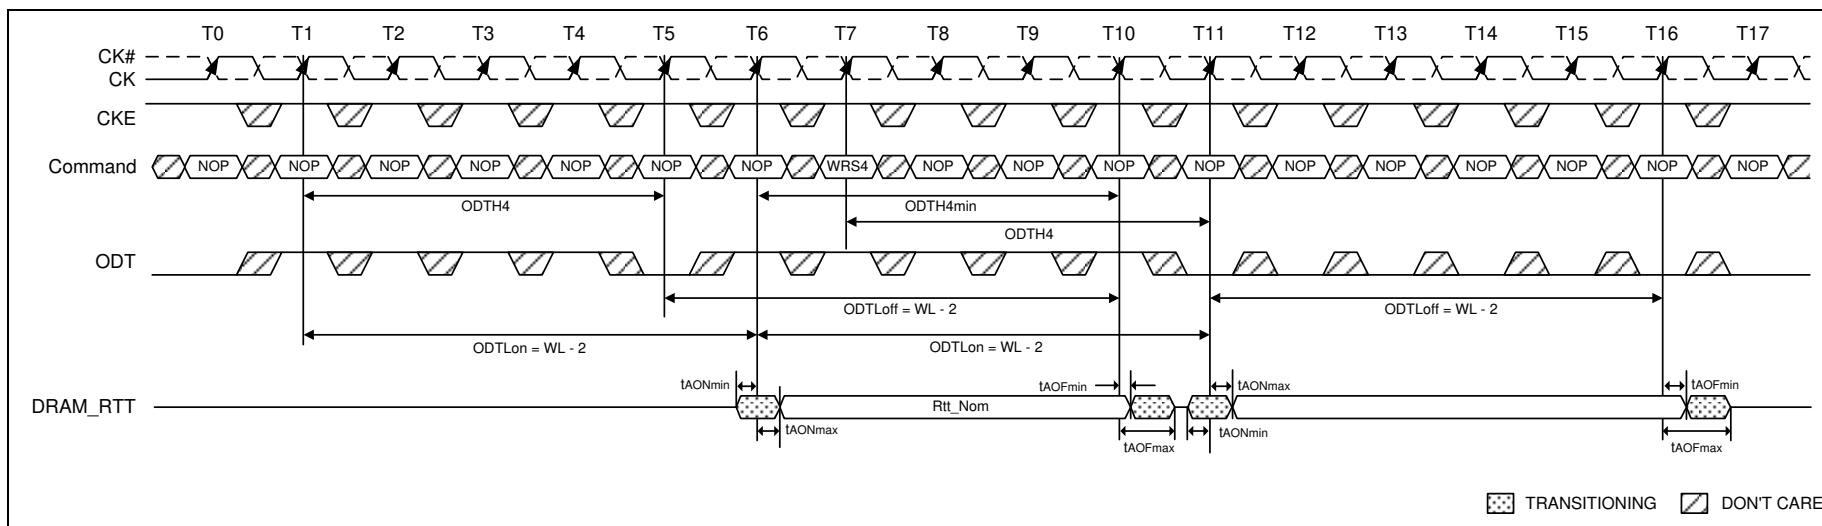 T0 T1 T2 T3 T4 T5 T6 T7 T8 T9 T10 T11 T12 T13 T14 T15 T16 T17
CK#
CK
CKE
Command NOP NOP NOP NOP NOP NOP NOP WRS4 NOP NOP NOP NOP NOP NOP NOP NOP NOP NOP
ODTH4 ODTH4min
ODTH4
ODT
ODTLoff = WL - 2 ODTLoff = WL - 2
ODTLon = WL - 2 ODTLon = WL - 2
tAONmin tAOFmin tAONmax tAOFmin
DRAM_RTT Rtt_Nom
tAONmax tAOFmax tAONmin tAOFmax
TRANSITIONING DON'T CARE